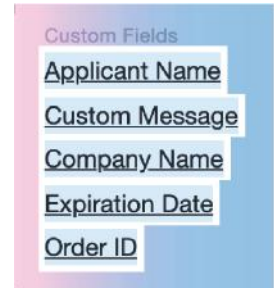 Custom Fields
Applicant Name
Custom Message
Company Name
Expiration Date
Order ID